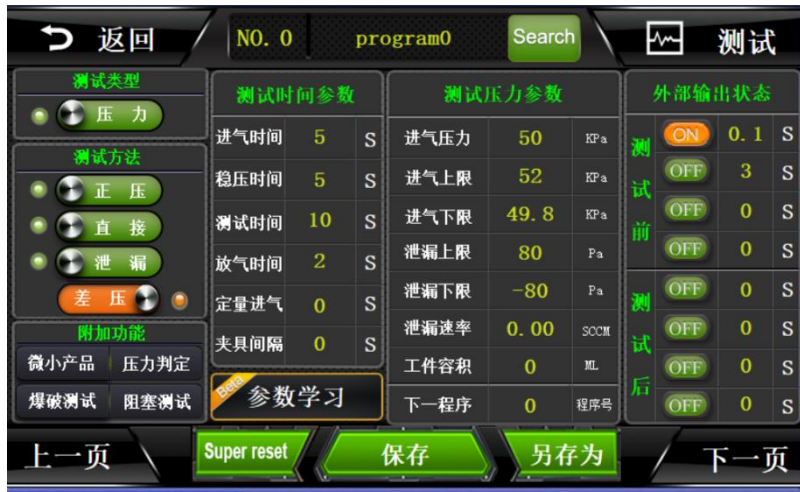 返回 NO. 0 program0 Search 测试
测试类型
压 力
测试方法
正 压
直 接
泄 漏
差 压
附加功能
微小产品 压力判定
爆破测试 阻塞测试
测试时间参数
进气时间 5 S
稳压时间 5 S
测试时间 10 S
放气时间 2 S
定量进气 0 S
夹具间隔 0 S
Beta 参数学习
测试压力参数
进气压力 50 KPa
进气上限 52 KPa
进气下限 49.8 KPa
泄漏上限 80 Pa
泄漏下限 -80 Pa
泄漏速率 0.00 SCCM
工件容积 0 ML
下一程序 0 程序号
外部输出状态
测试前
ON 0.1 S
OFF 3 S
OFF 0 S
OFF 0 S
测试后
OFF 0 S
OFF 0 S
OFF 0 S
OFF 0 S
上一页 Super reset 保存 另存为 下一页